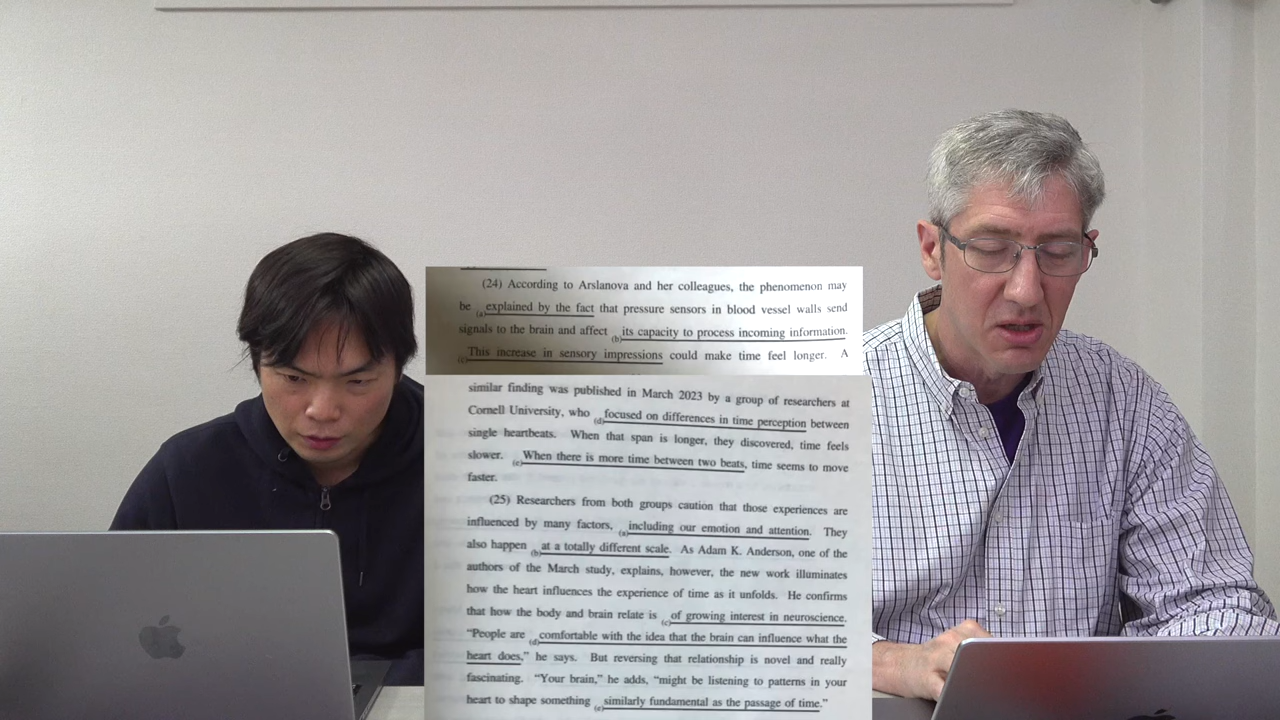 (24) According to Arslanova and her colleagues, the phenomenon may
be (a)explained by the fact that pressure sensors in blood vessel walls send
signals to the brain and affect (b)its capacity to process incoming information.
(c)This increase in sensory impressions could make time feel longer. A
similar finding was published in March 2023 by a group of researchers at
Cornell University, who (d)focused on differences in time perception between
single heartbeats. When that span is longer, they discovered, time feels
slower. (e)When there is more time between two beats, time seems to move
faster.
(25) Researchers from both groups caution that those experiences are
influenced by many factors, (a)including our emotion and attention. They
also happen (b)at a totally different scale. As Adam K. Anderson, one of the
authors of the March study, explains, however, the new work illuminates
how the heart influences the experience of time as it unfolds. He confirms
that how the body and brain relate is (c)of growing interest in neuroscience.
"People are (d)comfortable with the idea that the brain can influence what the
heart does," he says. But reversing that relationship is novel and really
fascinating. "Your brain," he adds, "might be listening to patterns in your
heart to shape something (e)similarly fundamental as the passage of time."